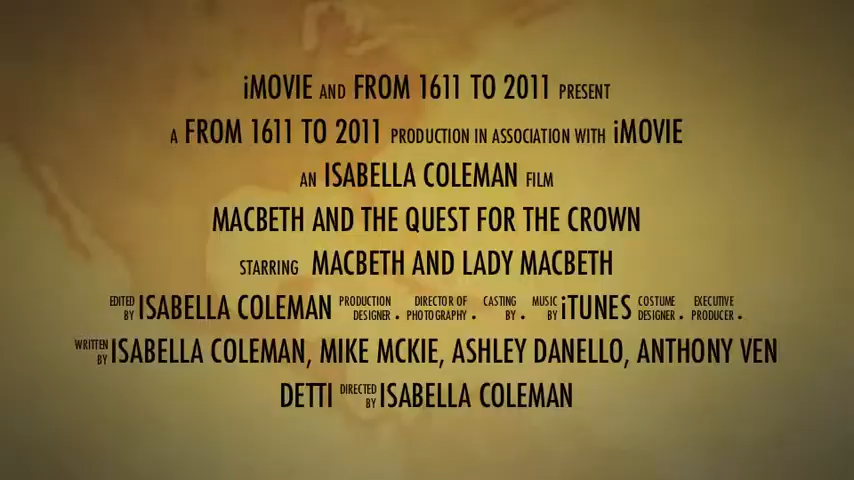 iMOVIE AND FROM 1611 TO 2011 PRESENT
A FROM 1611 TO 2011 PRODUCTION IN ASSOCIATION WITH iMOVIE
AN ISABELLA COLEMAN FILM
MACBETH AND THE QUEST FOR THE CROWN
STARRING MACBETH AND LADY MACBETH
EDITED BY ISABELLA COLEMAN PRODUCTION DESIGNER . DIRECTOR OF PHOTOGRAPHY . CASTING BY . MUSIC BY iTUNES COSTUME DESIGNER . EXECUTIVE PRODUCER .
WRITTEN BY ISABELLA COLEMAN, MIKE MCKIE, ASHLEY DANELLO, ANTHONY VEN
DETTI DIRECTED BY ISABELLA COLEMAN